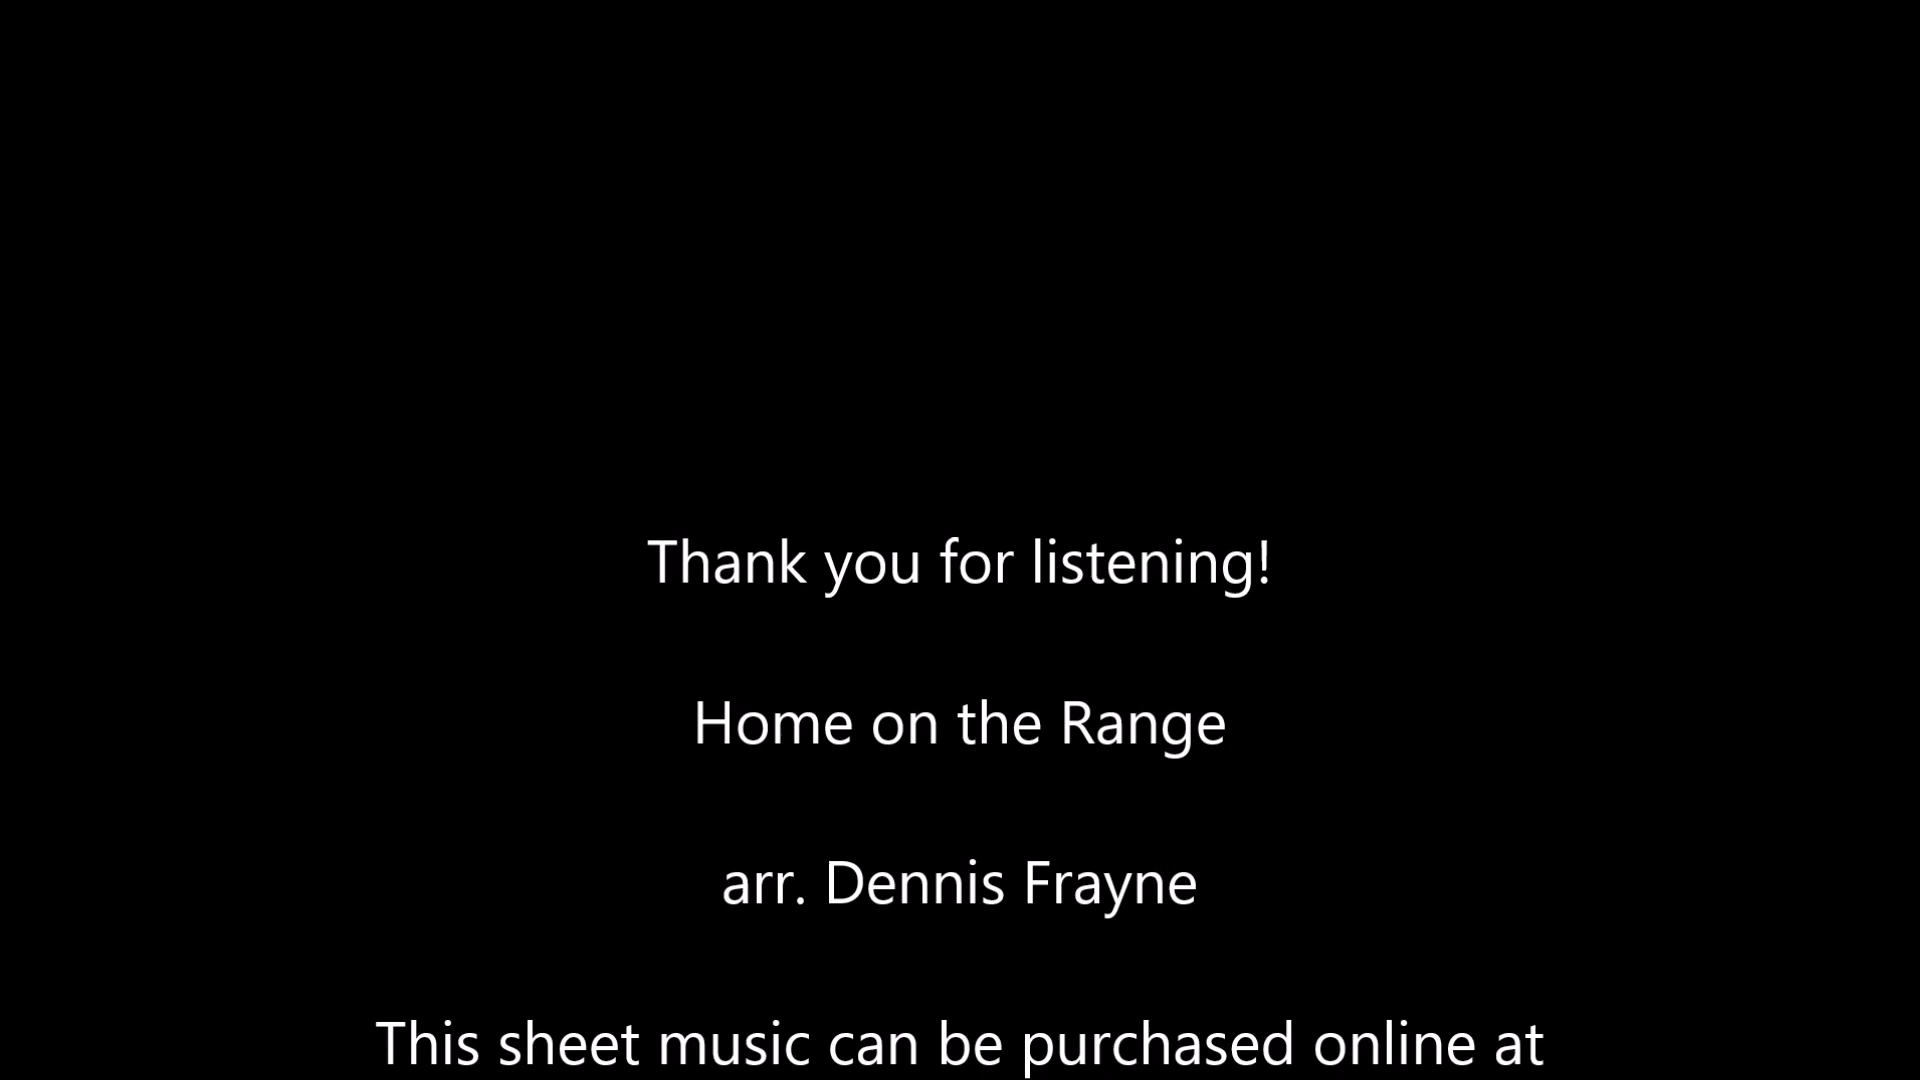 Thank you for listening!
Home on the Range
arr. Dennis Frayne
This sheet music can be purchased online at